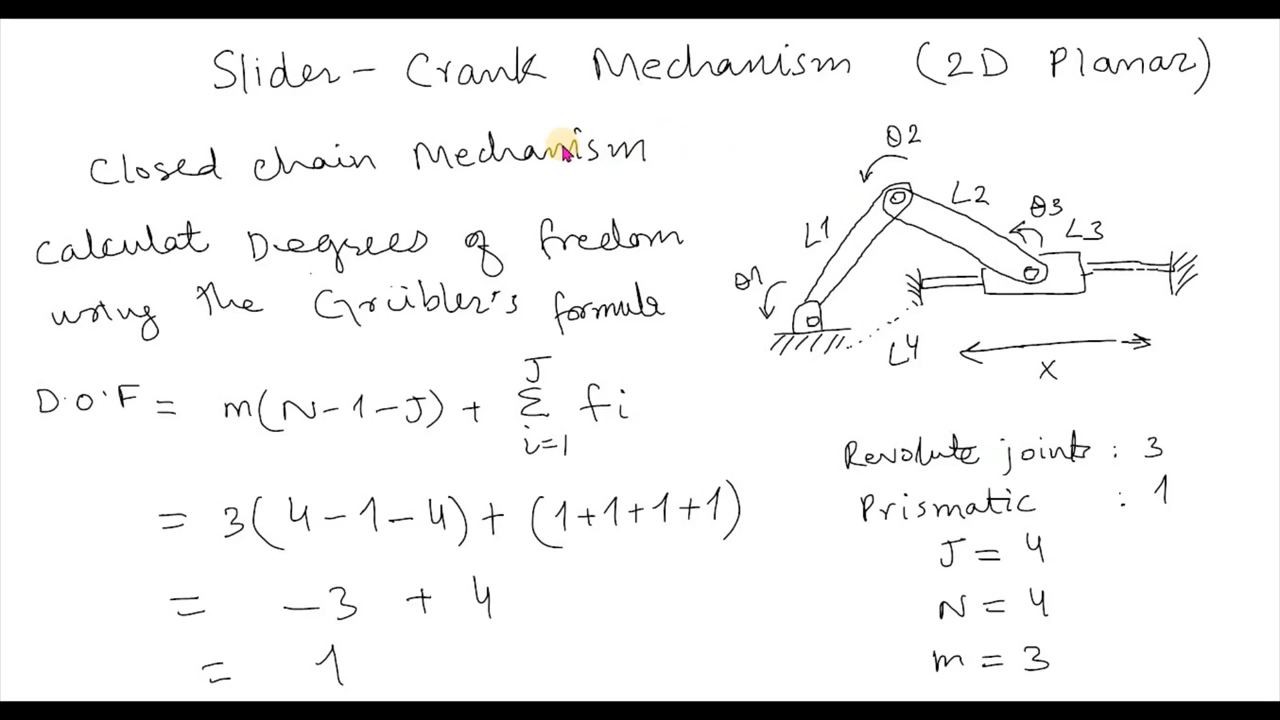 Slider - Crank Mechanism (2D Planar)
Closed chain Mechanism
Calculat Degrees of freedom
using the Grübler's formule
D.O.F = m(N-1-J) + J Σ i=1 fi
= 3(4-1-4) + (1+1+1+1)
= -3 + 4
= 1
θ2
L2
θ3
L3
L1
θ1
L4
X
Revolute joints : 3
Prismatic : 1
J = 4
N = 4
m = 3